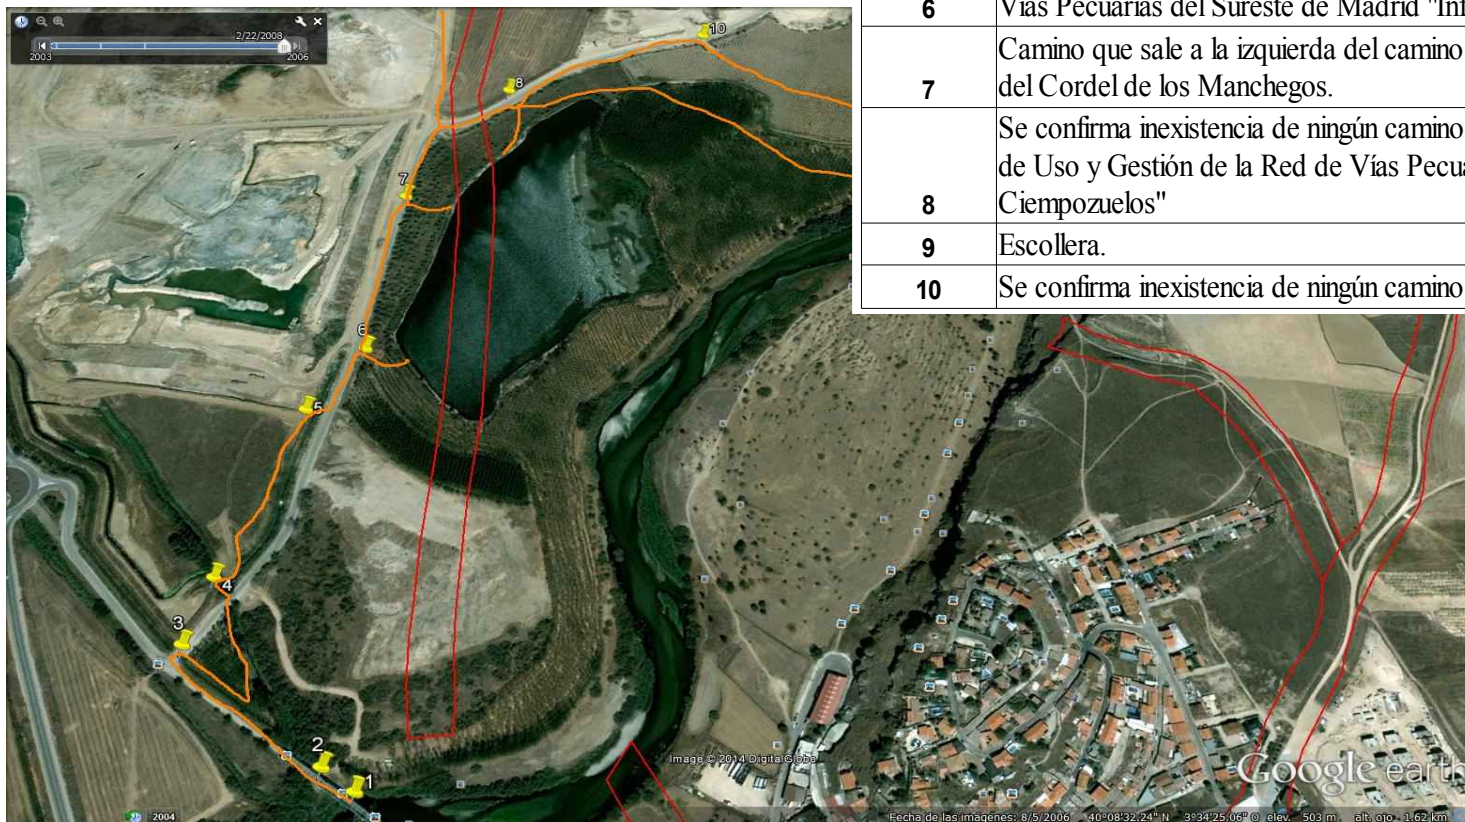 2/22/2008
2003
2006
10
8
7
6
5
4
3
2
1
6 Vías Pecuarias del Sureste de Madrid
Camino que sale a la izquierda del camino
7 del Cordel de los Manchegos.
Se confirma inexistencia de ningún camino
de Uso y Gestión de la Red de Vías
8 Ciempozuelos"
9 Escollera.
10 Se confirma inexistencia de ningún camino
Image © 2014 DigitalGlobe
Google earth
2004
Fecha de las imágenes: 8/5/2006 40°08'32.24" N 3°34'25.06" O elev. 503 m alt. ojo 1.62 km